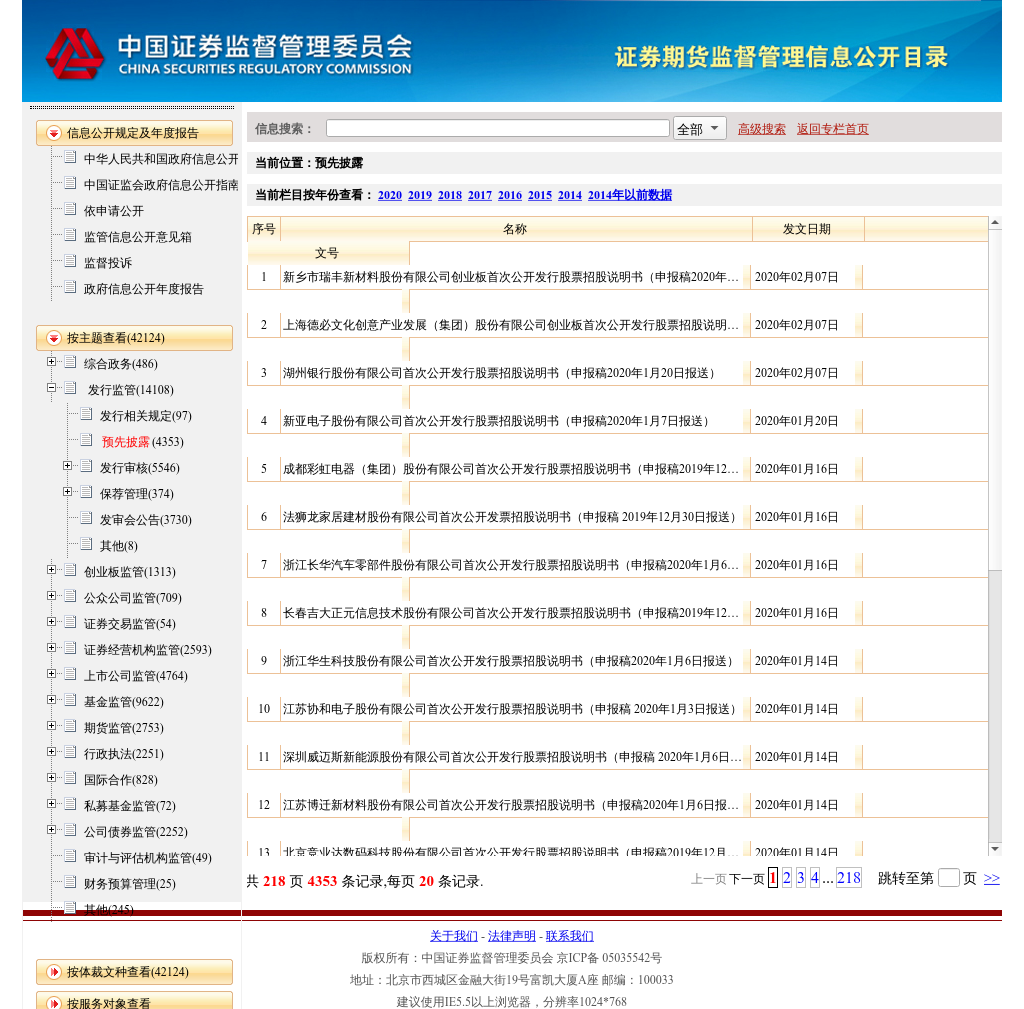 中国证券监督管理委员会
CHINA SECURITIES REGULATORY COMMISSION
证券期货监督管理信息公开目录
信息公开规定及年度报告
中华人民共和国政府信息公开
中国证监会政府信息公开指南
依申请公开
监管信息公开意见箱
监督投诉
政府信息公开年度报告
按主题查看(42124)
综合政务(486)
发行监管(14108)
发行相关规定(97)
预先披露 (4353)
发行审核(5546)
保荐管理(374)
发审会公告(3730)
其他(8)
创业板监管(1313)
公众公司监管(709)
证券交易监管(54)
证券经营机构监管(2593)
上市公司监管(4764)
基金监管(9622)
期货监管(2753)
行政执法(2251)
国际合作(828)
私募基金监管(72)
公司债券监管(2252)
审计与评估机构监管(49)
财务预算管理(25)
其他(245)
按体裁文种查看(42124)
按服务对象查看
信息搜索： 全部 高级搜索 返回专栏首页
当前位置：预先披露
当前栏目按年份查看： 2020 2019 2018 2017 2016 2015 2014 2014年以前数据
序号 名称 发文日期
文号
1 新乡市瑞丰新材料股份有限公司创业板首次公开发行股票招股说明书（申报稿2020年… 2020年02月07日
2 上海德必文化创意产业发展（集团）股份有限公司创业板首次公开发行股票招股说明… 2020年02月07日
3 湖州银行股份有限公司首次公开发行股票招股说明书（申报稿2020年1月20日报送） 2020年02月07日
4 新亚电子股份有限公司首次公开发行股票招股说明书（申报稿2020年1月7日报送） 2020年01月20日
5 成都彩虹电器（集团）股份有限公司首次公开发行股票招股说明书（申报稿2019年12… 2020年01月16日
6 法狮龙家居建材股份有限公司首次公开发票招股说明书（申报稿 2019年12月30日报送） 2020年01月16日
7 浙江长华汽车零部件股份有限公司首次公开发行股票招股说明书（申报稿2020年1月6… 2020年01月16日
8 长春吉大正元信息技术股份有限公司首次公开发行股票招股说明书（申报稿2019年12… 2020年01月16日
9 浙江华生科技股份有限公司首次公开发行股票招股说明书（申报稿2020年1月6日报送） 2020年01月14日
10 江苏协和电子股份有限公司首次公开发行股票招股说明书（申报稿 2020年1月3日报送） 2020年01月14日
11 深圳威迈斯新能源股份有限公司首次公开发行股票招股说明书（申报稿 2020年1月6日… 2020年01月14日
12 江苏博迁新材料股份有限公司首次公开发行股票招股说明书（申报稿2020年1月6日报… 2020年01月14日
13 北京竞业达数码科技股份有限公司首次公开发行股票招股说明书（申报稿2019年12月… 2020年01月14日
共 218 页 4353 条记录,每页 20 条记录. 上一页 下一页 1 2 3 4 ... 218 跳转至第 页 >>
关于我们 - 法律声明 - 联系我们
版权所有：中国证券监督管理委员会 京ICP备 05035542号
地址：北京市西城区金融大街19号富凯大厦A座 邮编：100033
建议使用IE5.5以上浏览器，分辨率1024*768